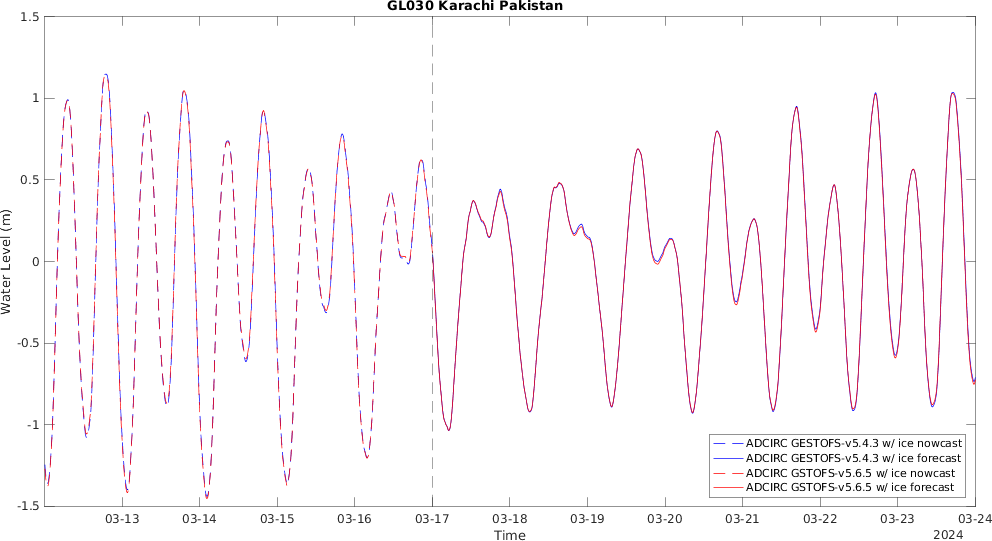 GL030 Karachi Pakistan
1.5
1
0.5
0
-0.5
-1
-1.5
Water Level (m)
03-13 03-14 03-15 03-16 03-17 03-18 03-19 03-20 03-21 03-22 03-23 03-24
Time
2024
ADCIRC GESTOFS-v5.4.3 w/ ice nowcast
ADCIRC GESTOFS-v5.4.3 w/ ice forecast
ADCIRC GSTOFS-v5.6.5 w/ ice nowcast
ADCIRC GSTOFS-v5.6.5 w/ ice forecast